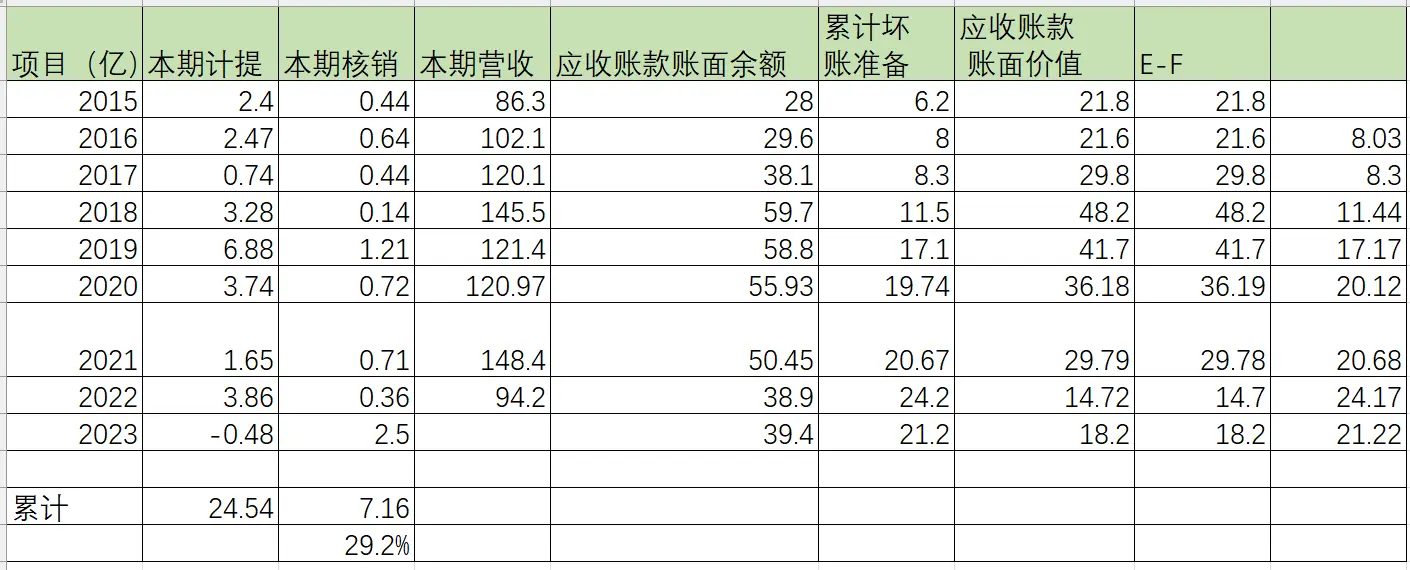 项目（亿） 本期计提 本期核销 本期营收 应收账款账面余额 累计坏账准备 应收账款账面价值 E-F
2015 2.4 0.44 86.3 28 6.2 21.8 21.8
2016 2.47 0.64 102.1 29.6 8 21.6 21.6 8.03
2017 0.74 0.44 120.1 38.1 8.3 29.8 29.8 8.3
2018 3.28 0.14 145.5 59.7 11.5 48.2 48.2 11.44
2019 6.88 1.21 121.4 58.8 17.1 41.7 41.7 17.17
2020 3.74 0.72 120.97 55.93 19.74 36.18 36.19 20.12
2021 1.65 0.71 148.4 50.45 20.67 29.79 29.78 20.68
2022 3.86 0.36 94.2 38.9 24.2 14.72 14.7 24.17
2023 -0.48 2.5 39.4 21.2 18.2 18.2 21.22
累计 24.54 7.16
29.2%